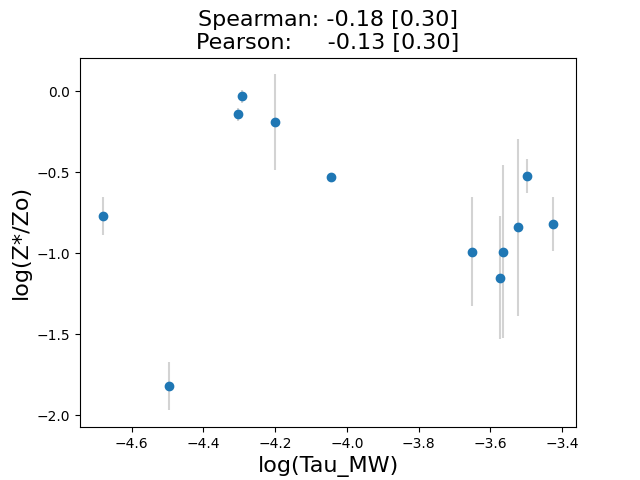 Spearman: -0.18 [0.30]
Pearson: -0.13 [0.30]
0.0
−0.5
−1.0
−1.5
−2.0
log(Z*/Zo)
−4.6 −4.4 −4.2 −4.0 −3.8 −3.6 −3.4
log(Tau_MW)